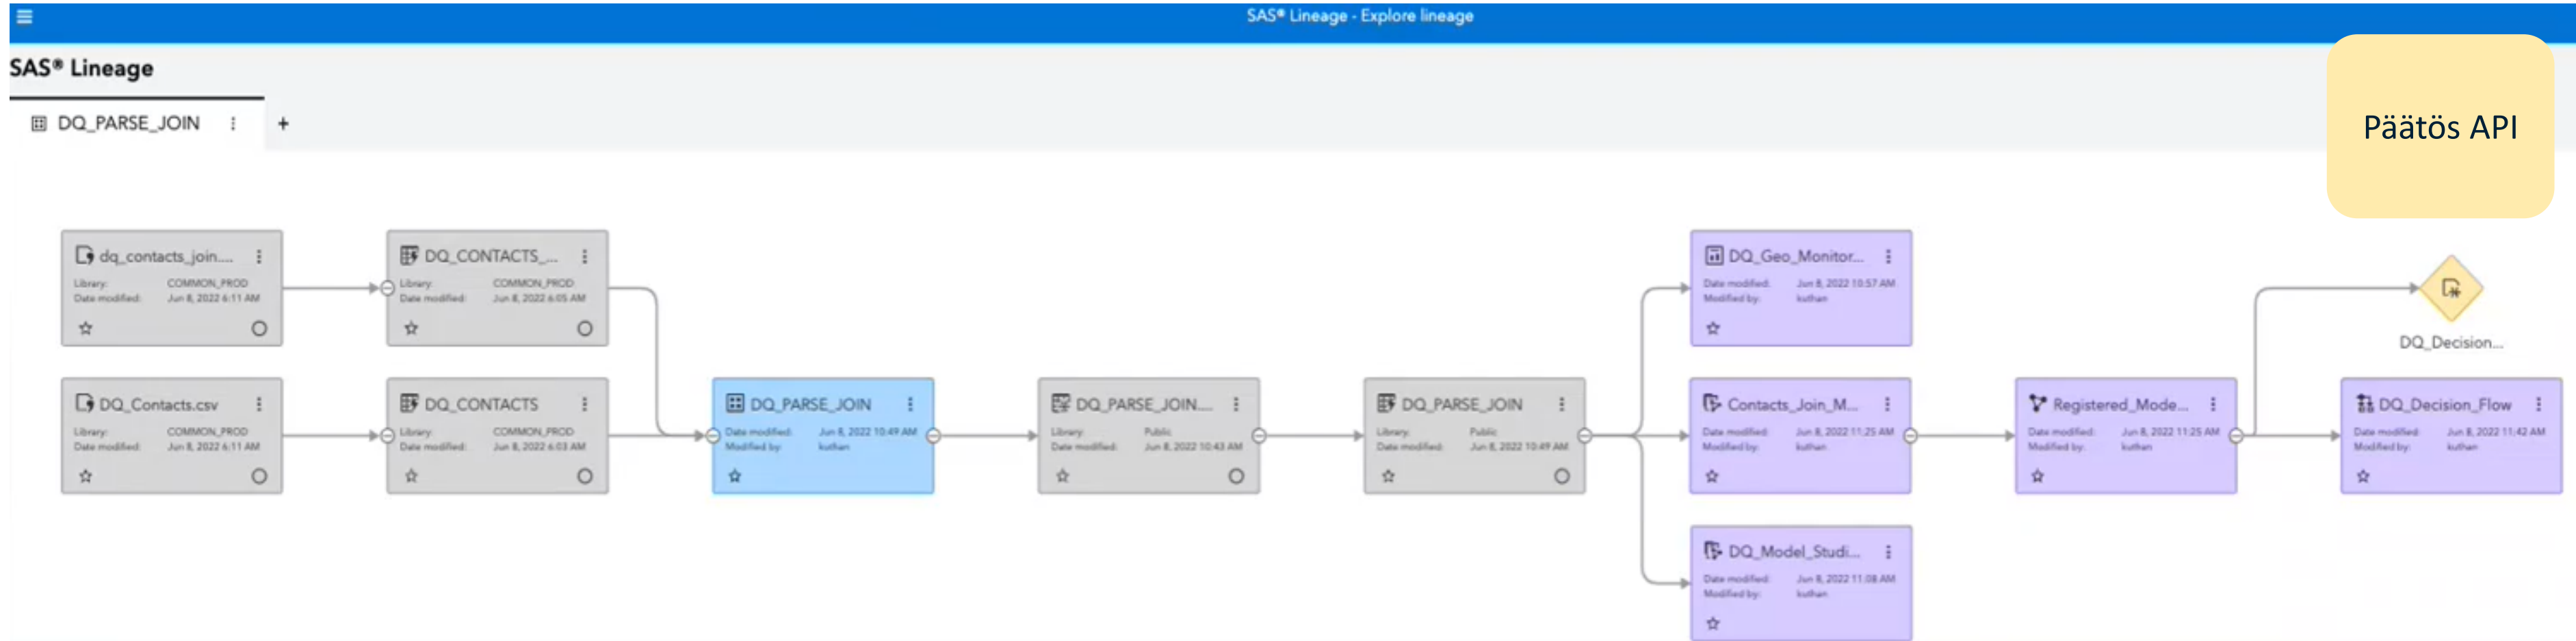 SAS® Lineage - Explore lineage
SAS® Lineage
DQ_PARSE_JOIN
+
Päätös API
dq_contacts_join....
Library: COMMON_PROD
Date modified: Jun 8, 2022 6:11 AM
DQ_CONTACTS_...
Library: COMMON_PROD
Date modified: Jun 8, 2022 6:05 AM
DQ_Geo_Monitor...
Date modified: Jun 8, 2022 10:57 AM
Modified by: kuthan
DQ_Decision...
DQ_Contacts.csv
Library: COMMON_PROD
Date modified: Jun 8, 2022 6:11 AM
DQ_CONTACTS
Library: COMMON_PROD
Date modified: Jun 8, 2022 6:03 AM
DQ_PARSE_JOIN
Date modified: Jun 8, 2022 10:49 AM
Modified by: kuthan
DQ_PARSE_JOIN....
Library: Public
Date modified: Jun 8, 2022 10:43 AM
DQ_PARSE_JOIN
Library: Public
Date modified: Jun 8, 2022 10:49 AM
Contacts_Join_M...
Date modified: Jun 8, 2022 11:25 AM
Modified by: kuthan
Registered_Mode...
Date modified: Jun 8, 2022 11:25 AM
Modified by: kuthan
DQ_Decision_Flow
Date modified: Jun 8, 2022 11:42 AM
Modified by: kuthan
DQ_Model_Studi...
Date modified: Jun 8, 2022 11:08 AM
Modified by: kuthan